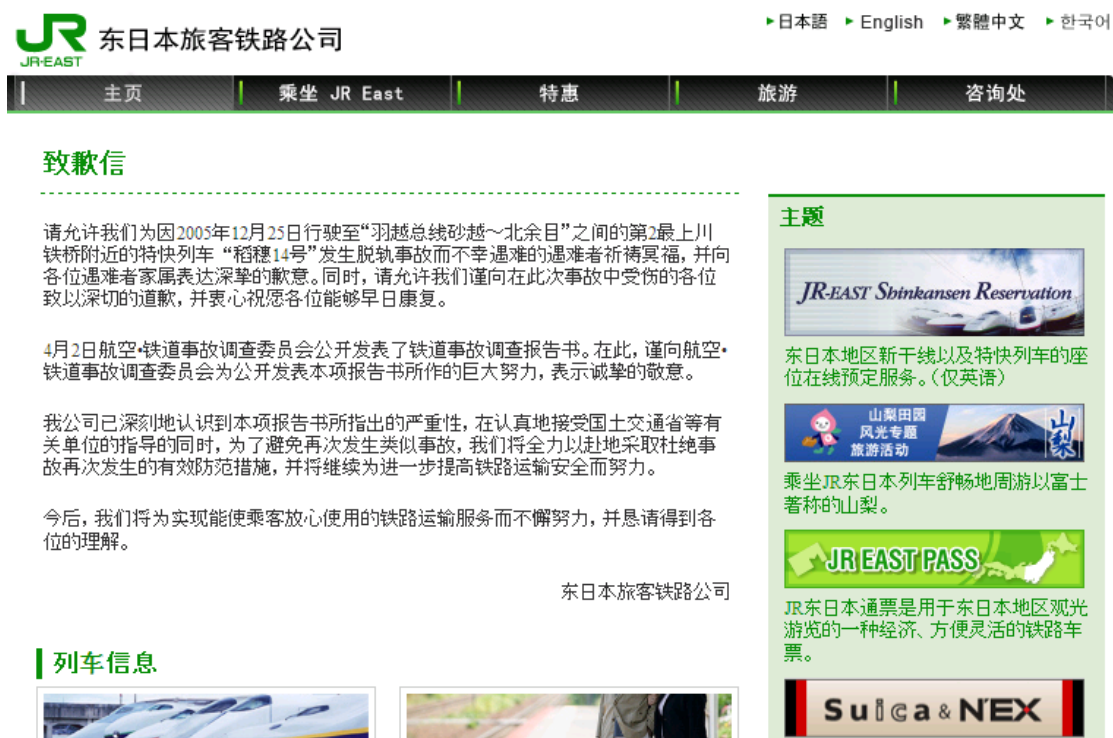 ▶日本語 ▶English ▶繁體中文 ▶한국어
JR 东日本旅客铁路公司
JR-EAST
主页 乘坐 JR East 特惠 旅游 咨询处
致歉信
请允许我们为因2005年12月25日行驶至“羽越总线砂越～北余目”之间的第2最上川
铁桥附近的特快列车 “稻穗14号”发生脱轨事故而不幸遇难的遇难者祈祷冥福，并向
各位遇难者家属表达深挚的歉意。同时，请允许我们谨向在此次事故中受伤的各位
致以深切的道歉，并衷心祝愿各位能够早日康复。
4月2日航空•铁道事故调查委员会公开发表了铁道事故调查报告书。在此，谨向航空•
铁道事故调查委员会为公开发表本项报告书所作的巨大努力，表示诚挚的敬意。
我公司已深刻地认识到本项报告书所指出的严重性，在认真地接受国土交通省等有
关单位的指导的同时，为了避免再次发生类似事故，我们将全力以赴地采取杜绝事
故再次发生的有效防范措施，并将继续为进一步提高铁路运输安全而努力。
今后，我们将为实现能使乘客放心使用的铁路运输服务而不懈努力，并恳请得到各
位的理解。
东日本旅客铁路公司
列车信息
主题
JR-EAST Shinkansen Reservation
东日本地区新干线以及特快列车的座
位在线预定服务。（仅英语）
山梨田园
风光专题
旅游活动
山梨
乘坐JR东日本列车舒畅地周游以富士
著称的山梨。
JR EAST PASS
JR东日本通票是用于东日本地区观光
游览的一种经济、方便灵活的铁路车
票。
Suica & N'EX